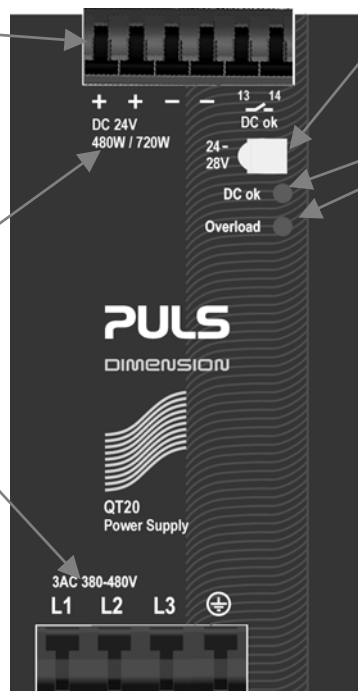 + + − − 13 14
DC ok
DC 24V
480W / 720W
24–
28V
DC ok
Overload
PULS
DIMENSION
QT20
Power Supply
3AC 380-480V
L1 L2 L3